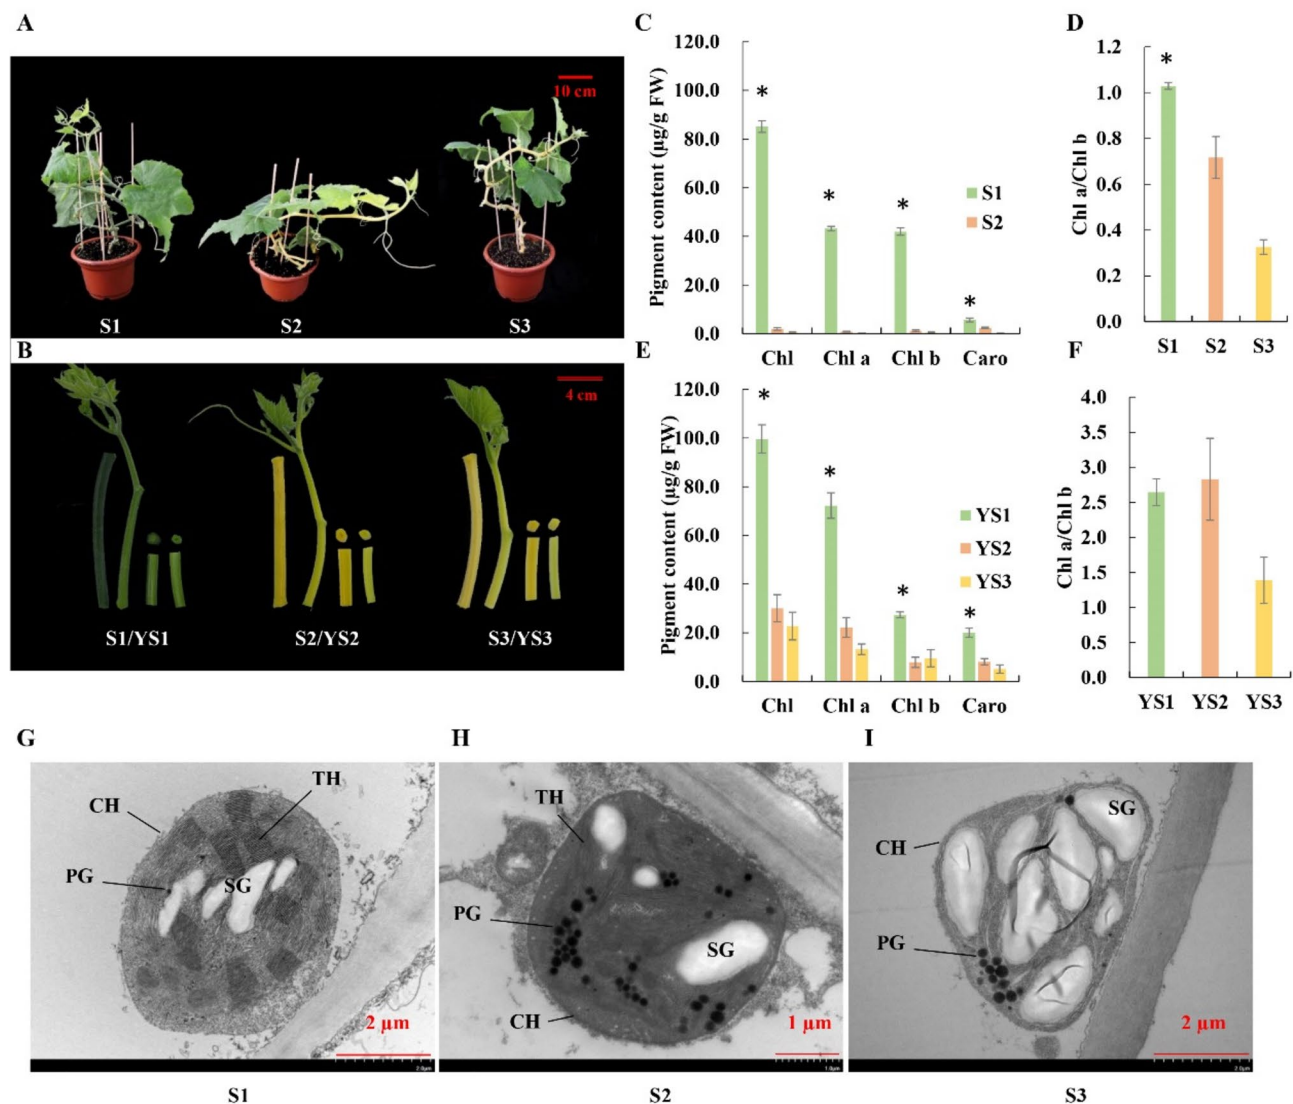 A
10 cm
S1
S2
S3
B
4 cm
S1/YS1
S2/YS2
S3/YS3
C
Pigment content (µg/g FW)
120.0
100.0
80.0
60.0
40.0
20.0
0.0
*
*
*
*
S1
S2
Chl
Chl a
Chl b
Caro
D
Chl a/Chl b
1.2
1.0
0.8
0.6
0.4
0.2
0.0
*
S1
S2
S3
E
Pigment content (µg/g FW)
120.0
100.0
80.0
60.0
40.0
20.0
0.0
*
*
*
*
YS1
YS2
YS3
Chl
Chl a
Chl b
Caro
F
Chl a/Chl b
4.0
3.5
3.0
2.5
2.0
1.5
1.0
0.5
0.0
YS1
YS2
YS3
G
TH
CH
PG
SG
2 µm
2.0µm
S1
H
TH
PG
SG
CH
1 µm
1.0µm
S2
I
SG
CH
PG
2 µm
2.0µm
S3